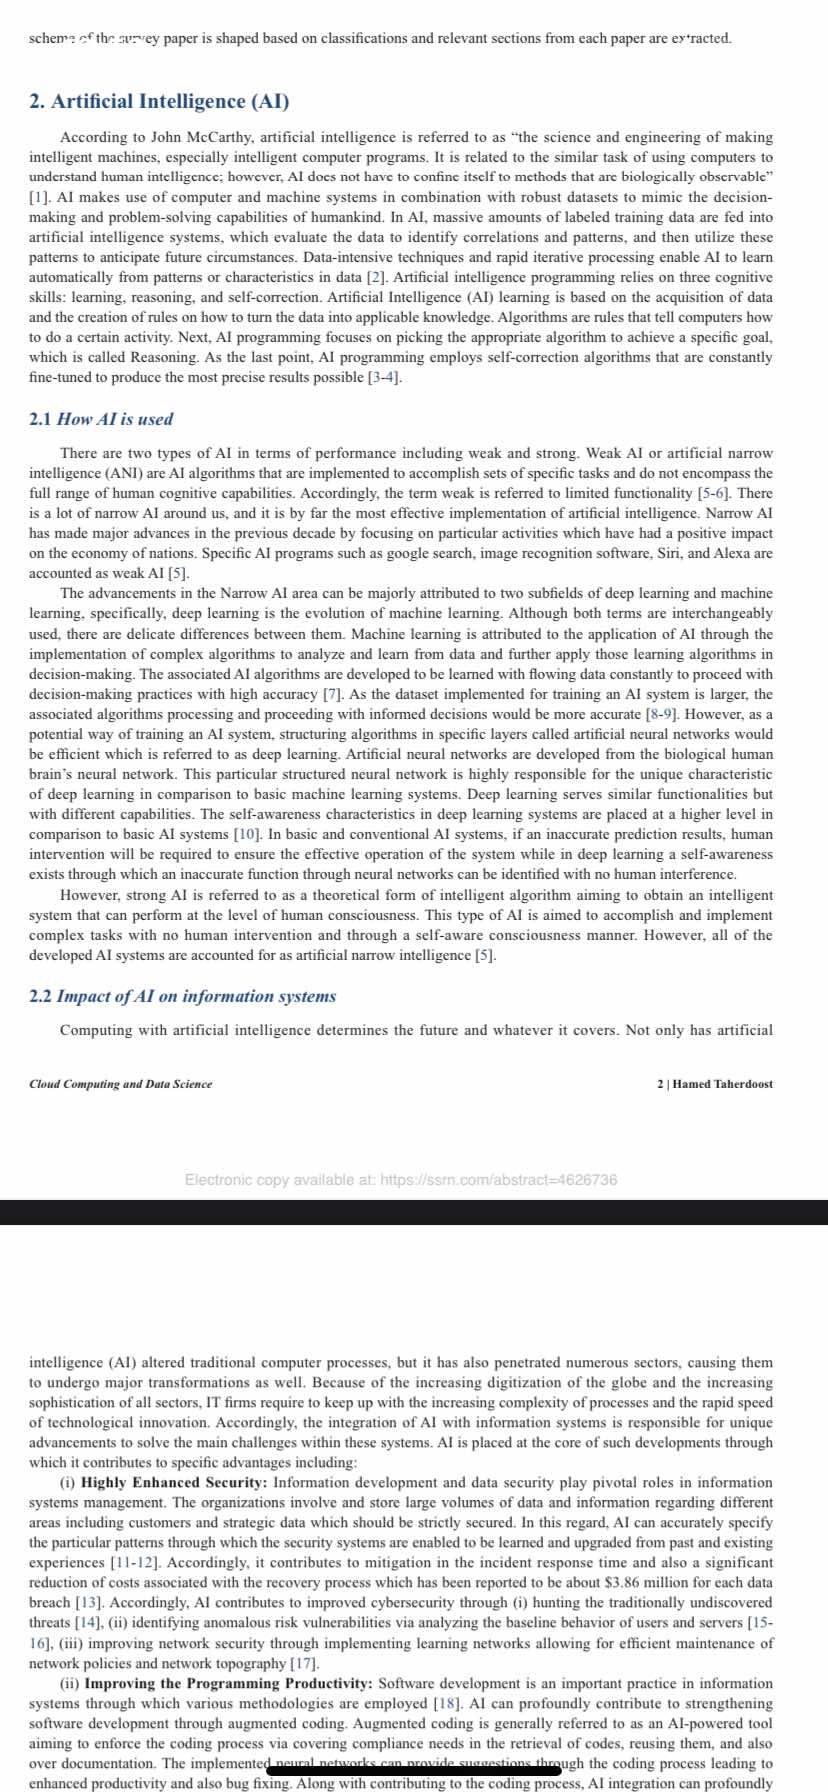 scheme of the survey paper is shaped based on classifications and relevant sections from each paper are extracted.
2. Artificial Intelligence (AI)
According to John McCarthy, artificial intelligence is referred to as “the science and engineering of making
intelligent machines, especially intelligent computer programs. It is related to the similar task of using computers to
understand human intelligence; however, AI does not have to confine itself to methods that are biologically observable”
[1]. AI makes use of computer and machine systems in combination with robust datasets to mimic the decision-
making and problem-solving capabilities of humankind. In AI, massive amounts of labeled training data are fed into
artificial intelligence systems, which evaluate the data to identify correlations and patterns, and then utilize these
patterns to anticipate future circumstances. Data-intensive techniques and rapid iterative processing enable AI to learn
automatically from patterns or characteristics in data [2]. Artificial intelligence programming relies on three cognitive
skills: learning, reasoning, and self-correction. Artificial Intelligence (AI) learning is based on the acquisition of data
and the creation of rules on how to turn the data into applicable knowledge. Algorithms are rules that tell computers how
to do a certain activity. Next, AI programming focuses on picking the appropriate algorithm to achieve a specific goal,
which is called Reasoning. As the last point, AI programming employs self-correction algorithms that are constantly
fine-tuned to produce the most precise results possible [3-4].
2.1 How AI is used
There are two types of AI in terms of performance including weak and strong. Weak AI or artificial narrow
intelligence (ANI) are AI algorithms that are implemented to accomplish sets of specific tasks and do not encompass the
full range of human cognitive capabilities. Accordingly, the term weak is referred to limited functionality [5-6]. There
is a lot of narrow AI around us, and it is by far the most effective implementation of artificial intelligence. Narrow AI
has made major advances in the previous decade by focusing on particular activities which have had a positive impact
on the economy of nations. Specific AI programs such as google search, image recognition software, Siri, and Alexa are
accounted as weak AI [5].
The advancements in the Narrow AI area can be majorly attributed to two subfields of deep learning and machine
learning, specifically, deep learning is the evolution of machine learning. Although both terms are interchangeably
used, there are delicate differences between them. Machine learning is attributed to the application of AI through the
implementation of complex algorithms to analyze and learn from data and further apply those learning algorithms in
decision-making. The associated AI algorithms are developed to be learned with flowing data constantly to proceed with
decision-making practices with high accuracy [7]. As the dataset implemented for training an AI system is larger, the
associated algorithms processing and proceeding with informed decisions would be more accurate [8-9]. However, as a
potential way of training an AI system, structuring algorithms in specific layers called artificial neural networks would
be efficient which is referred to as deep learning. Artificial neural networks are developed from the biological human
brain’s neural network. This particular structured neural network is highly responsible for the unique characteristic
of deep learning in comparison to basic machine learning systems. Deep learning serves similar functionalities but
with different capabilities. The self-awareness characteristics in deep learning systems are placed at a higher level in
comparison to basic AI systems [10]. In basic and conventional AI systems, if an inaccurate prediction results, human
intervention will be required to ensure the effective operation of the system while in deep learning a self-awareness
exists through which an inaccurate function through neural networks can be identified with no human interference.
However, strong AI is referred to as a theoretical form of intelligent algorithm aiming to obtain an intelligent
system that can perform at the level of human consciousness. This type of AI is aimed to accomplish and implement
complex tasks with no human intervention and through a self-aware consciousness manner. However, all of the
developed AI systems are accounted for as artificial narrow intelligence [5].
2.2 Impact of AI on information systems
Computing with artificial intelligence determines the future and whatever it covers. Not only has artificial
Cloud Computing and Data Science
2 | Hamed Taherdoost
Electronic copy available at: https://ssrn.com/abstract=4626736
intelligence (AI) altered traditional computer processes, but it has also penetrated numerous sectors, causing them
to undergo major transformations as well. Because of the increasing digitization of the globe and the increasing
sophistication of all sectors, IT firms require to keep up with the increasing complexity of processes and the rapid speed
of technological innovation. Accordingly, the integration of AI with information systems is responsible for unique
advancements to solve the main challenges within these systems. AI is placed at the core of such developments through
which it contributes to specific advantages including:
(i) Highly Enhanced Security: Information development and data security play pivotal roles in information
systems management. The organizations involve and store large volumes of data and information regarding different
areas including customers and strategic data which should be strictly secured. In this regard, AI can accurately specify
the particular patterns through which the security systems are enabled to be learned and upgraded from past and existing
experiences [11-12]. Accordingly, it contributes to mitigation in the incident response time and also a significant
reduction of costs associated with the recovery process which has been reported to be about $3.86 million for each data
breach [13]. Accordingly, AI contributes to improved cybersecurity through (i) hunting the traditionally undiscovered
threats [14], (ii) identifying anomalous risk vulnerabilities via analyzing the baseline behavior of users and servers [15-
16], (iii) improving network security through implementing learning networks allowing for efficient maintenance of
network policies and network topography [17].
(ii) Improving the Programming Productivity: Software development is an important practice in information
systems through which various methodologies are employed [18]. AI can profoundly contribute to strengthening
software development through augmented coding. Augmented coding is generally referred to as an AI-powered tool
aiming to enforce the coding process via covering compliance needs in the retrieval of codes, reusing them, and also
over documentation. The implemented neural networks can provide suggestions through the coding process leading to
enhanced productivity and also bug fixing. Along with contributing to the coding process, AI integration can profoundly